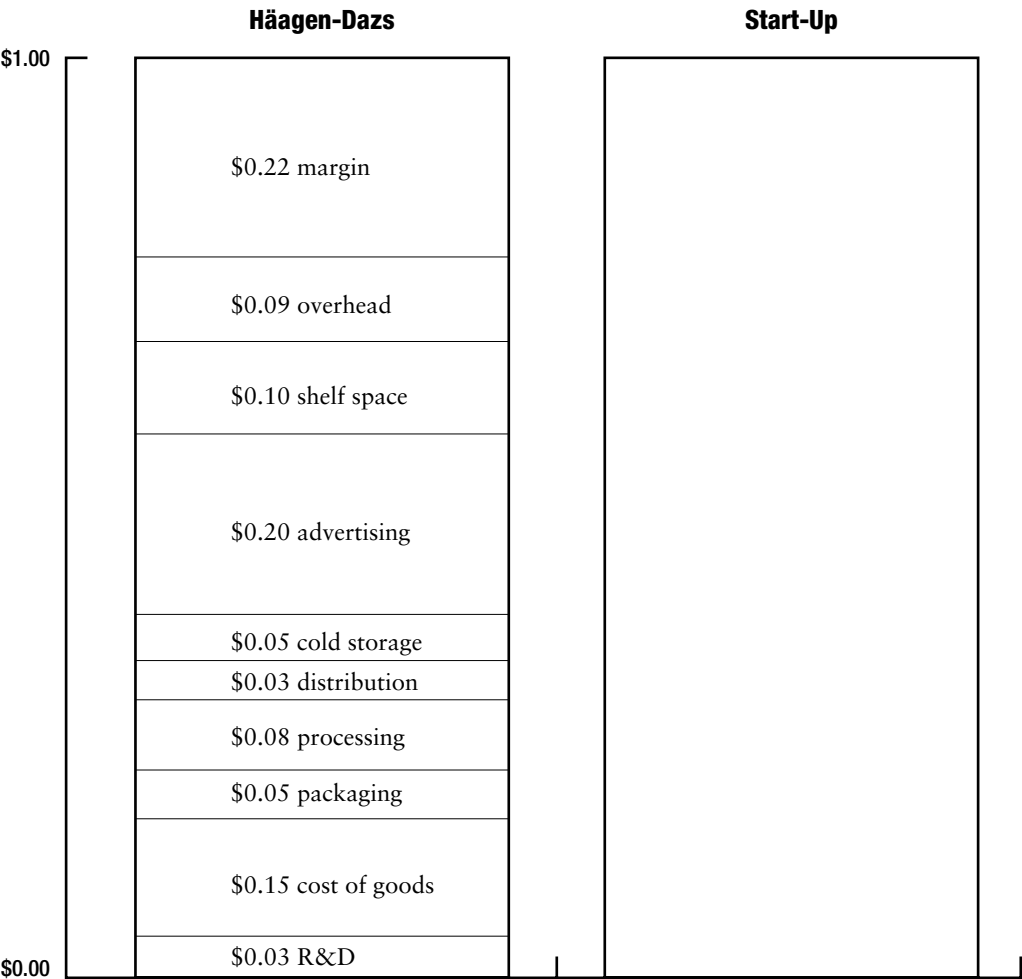 Häagen-Dazs
Start-Up
$1.00
$0.22 margin
$0.09 overhead
$0.10 shelf space
$0.20 advertising
$0.05 cold storage
$0.03 distribution
$0.08 processing
$0.05 packaging
$0.15 cost of goods
$0.03 R&D
$0.00